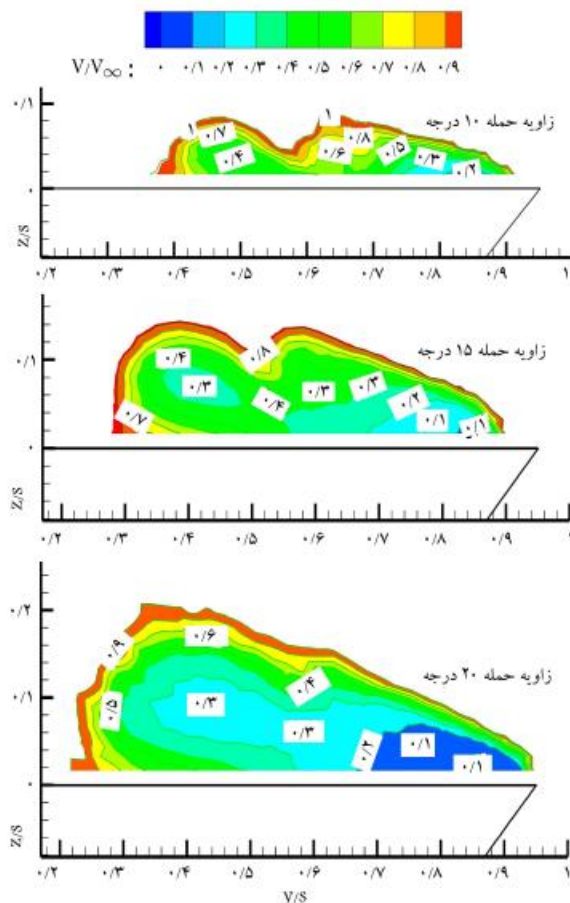 V/V∞ : ۰ ۰/۱ ۰/۲ ۰/۳ ۰/۴ ۰/۵ ۰/۶ ۰/۷ ۰/۸ ۰/۹
زاویه حمله ۱۰ درجه
۰/۱
۱ ۰/۷ ۰/۴ ۱ ۰/۸ ۰/۶ ۰/۵ ۰/۳ ۰/۲
۰
Z/S
۰/۲ ۰/۳ ۰/۴ ۰/۵ ۰/۶ ۰/۷ ۰/۸ ۰/۹ ۱
زاویه حمله ۱۵ درجه
۰/۱
۰/۴ ۰/۸ ۰/۳ ۰/۳ ۰/۳ ۰/۴ ۰/۲ ۰/۷ ۰/۱ ۰/۱
۰
Z/S
۰/۲ ۰/۳ ۰/۴ ۰/۵ ۰/۶ ۰/۷ ۰/۸ ۰/۹ ۱
۰/۲
زاویه حمله ۲۰ درجه
۰/۹ ۰/۶ ۰/۴
۰/۱
۰/۵ ۰/۳ ۰/۳ ۰/۲ ۰/۱ ۰/۱
۰
Z/S
۰/۲ ۰/۳ ۰/۴ ۰/۵ ۰/۶ ۰/۷ ۰/۸ ۰/۹ ۱
Y/S